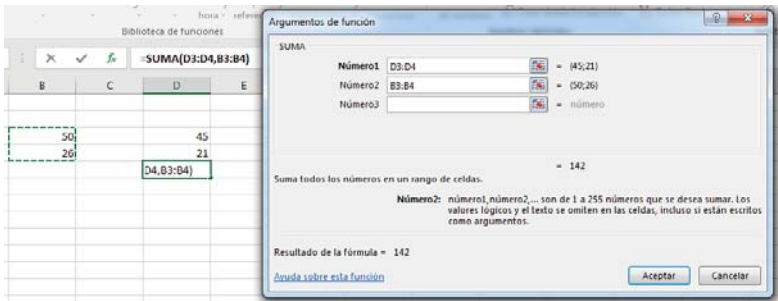 hora
Biblioteca de funciones
=SUMA(D3:D4,B3:B4)
B C D E
50 45
26 21
D4,B3:B4)
Argumentos de función
SUMA
Número1 D3:D4 = {45;21}
Número2 B3:B4 = {50;26}
Número3 = número
= 142
Suma todos los números en un rango de celdas.
Número2: número1,número2,... son de 1 a 255 números que se desea sumar. Los
valores lógicos y el texto se omiten en las celdas, incluso si están escritos
como argumentos.
Resultado de la fórmula = 142
Ayuda sobre esta función
Aceptar Cancelar